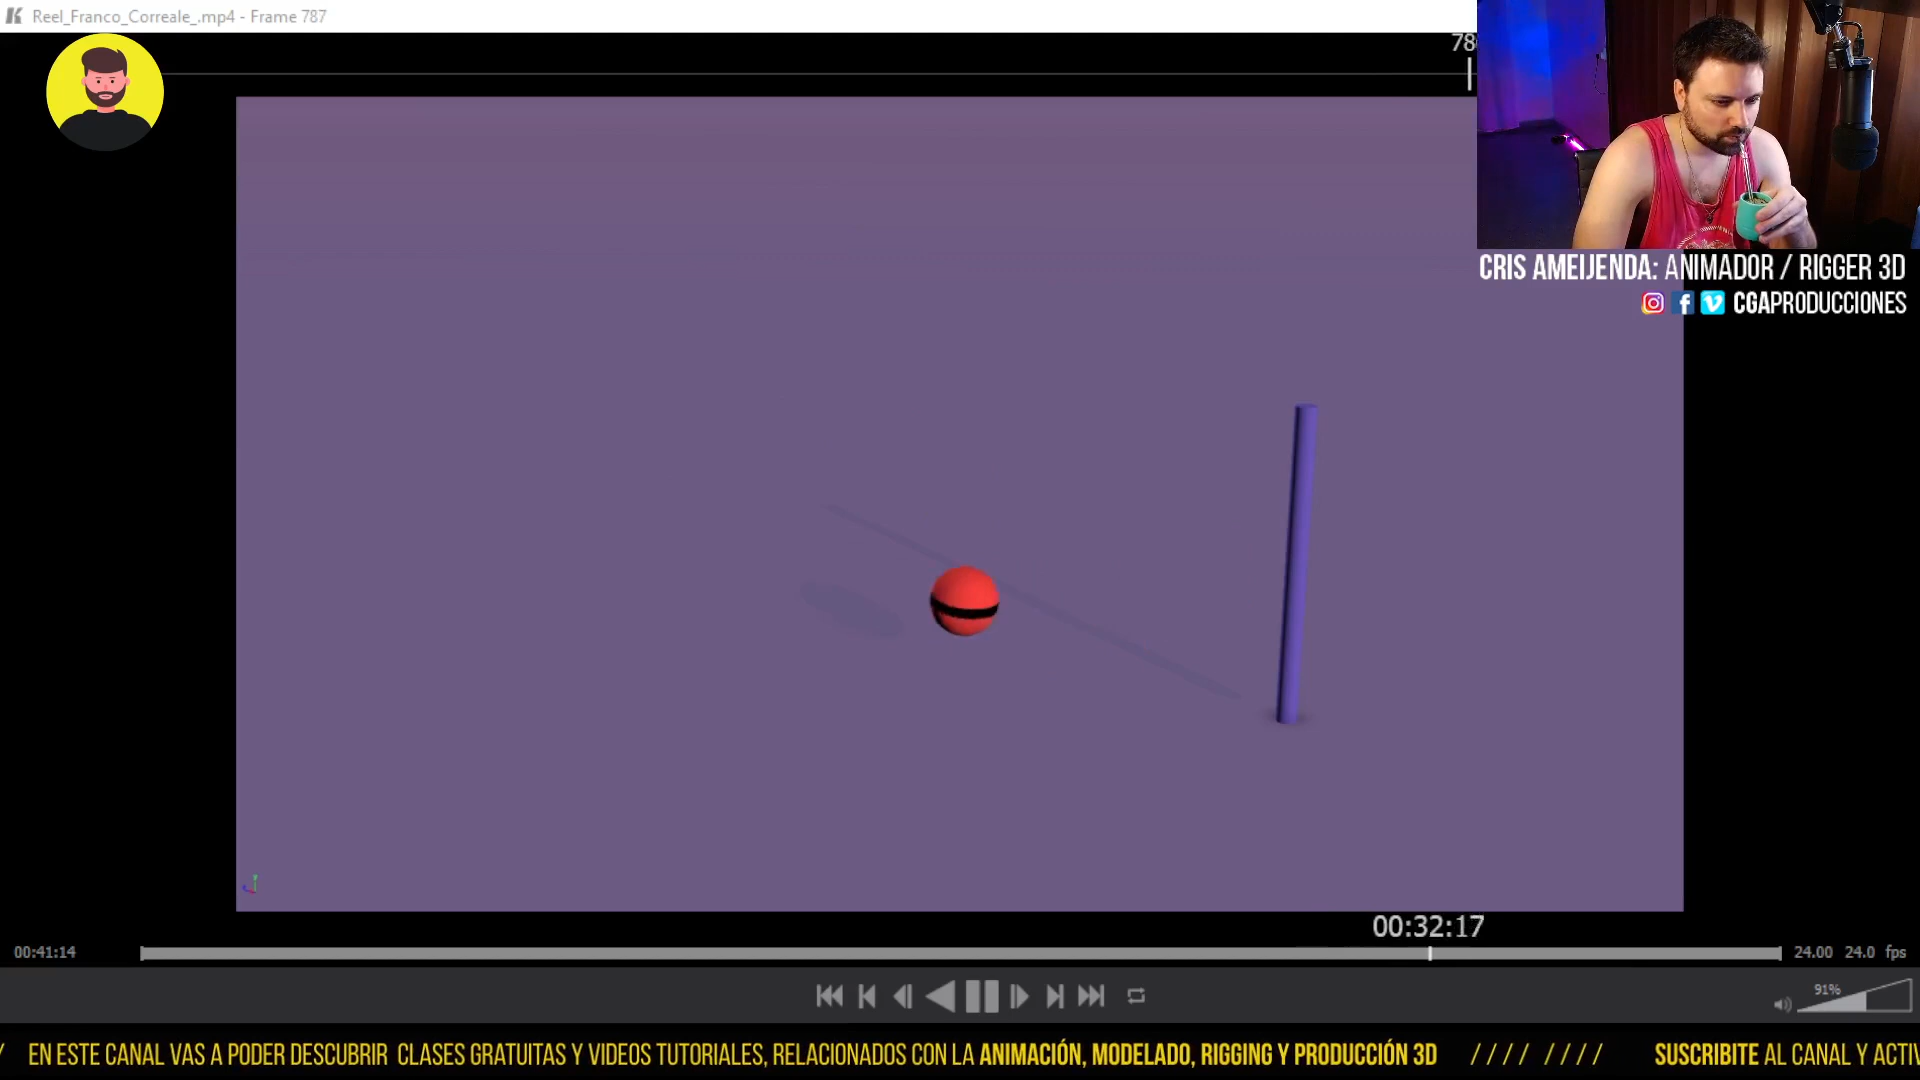 Reel_Franco_Correale_.mp4 - Frame 787
78
CRIS AMEIJENDA: ANIMADOR / RIGGER 3D
CGAPRODUCCIONES
00:32:17
00:41:14
24.00 24.0 fps
91%
/ EN ESTE CANAL VAS A PODER DESCUBRIR CLASES GRATUITAS Y VIDEOS TUTORIALES, RELACIONADOS CON LA ANIMACIÓN, MODELADO, RIGGING Y PRODUCCIÓN 3D //// //// SUSCRIBITE AL CANAL Y ACTIV